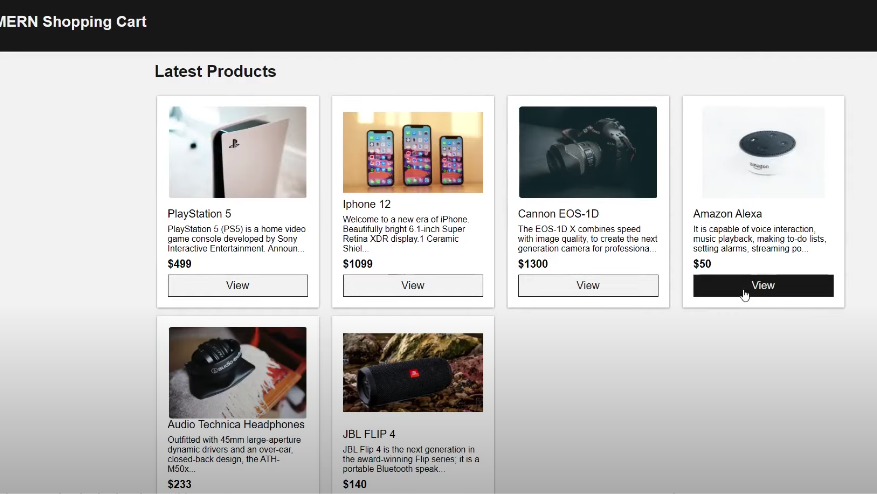 MERN Shopping Cart
Latest Products
PlayStation 5
PlayStation 5 (PS5) is a home video
game console developed by Sony
Interactive Entertainment. Announ...
$499
View
Iphone 12
Welcome to a new era of iPhone.
Beautifully bright 6.1-inch Super
Retina XDR display.1 Ceramic
Shiel...
$1099
View
Cannon EOS-1D
The EOS-1D X combines speed
with image quality, to create the next
generation camera for professiona...
$1300
View
amazon
Amazon Alexa
It is capable of voice interaction,
music playback, making to-do lists,
setting alarms, streaming po...
$50
View
Audio Technica Headphones
Outfitted with 45mm large-aperture
dynamic drivers and an over-ear,
closed-back design, the ATH-
M50x...
$233
JBL
JBL FLIP 4
JBL Flip 4 is the next generation in
the award-winning Flip series; it is a
portable Bluetooth speak...
$140